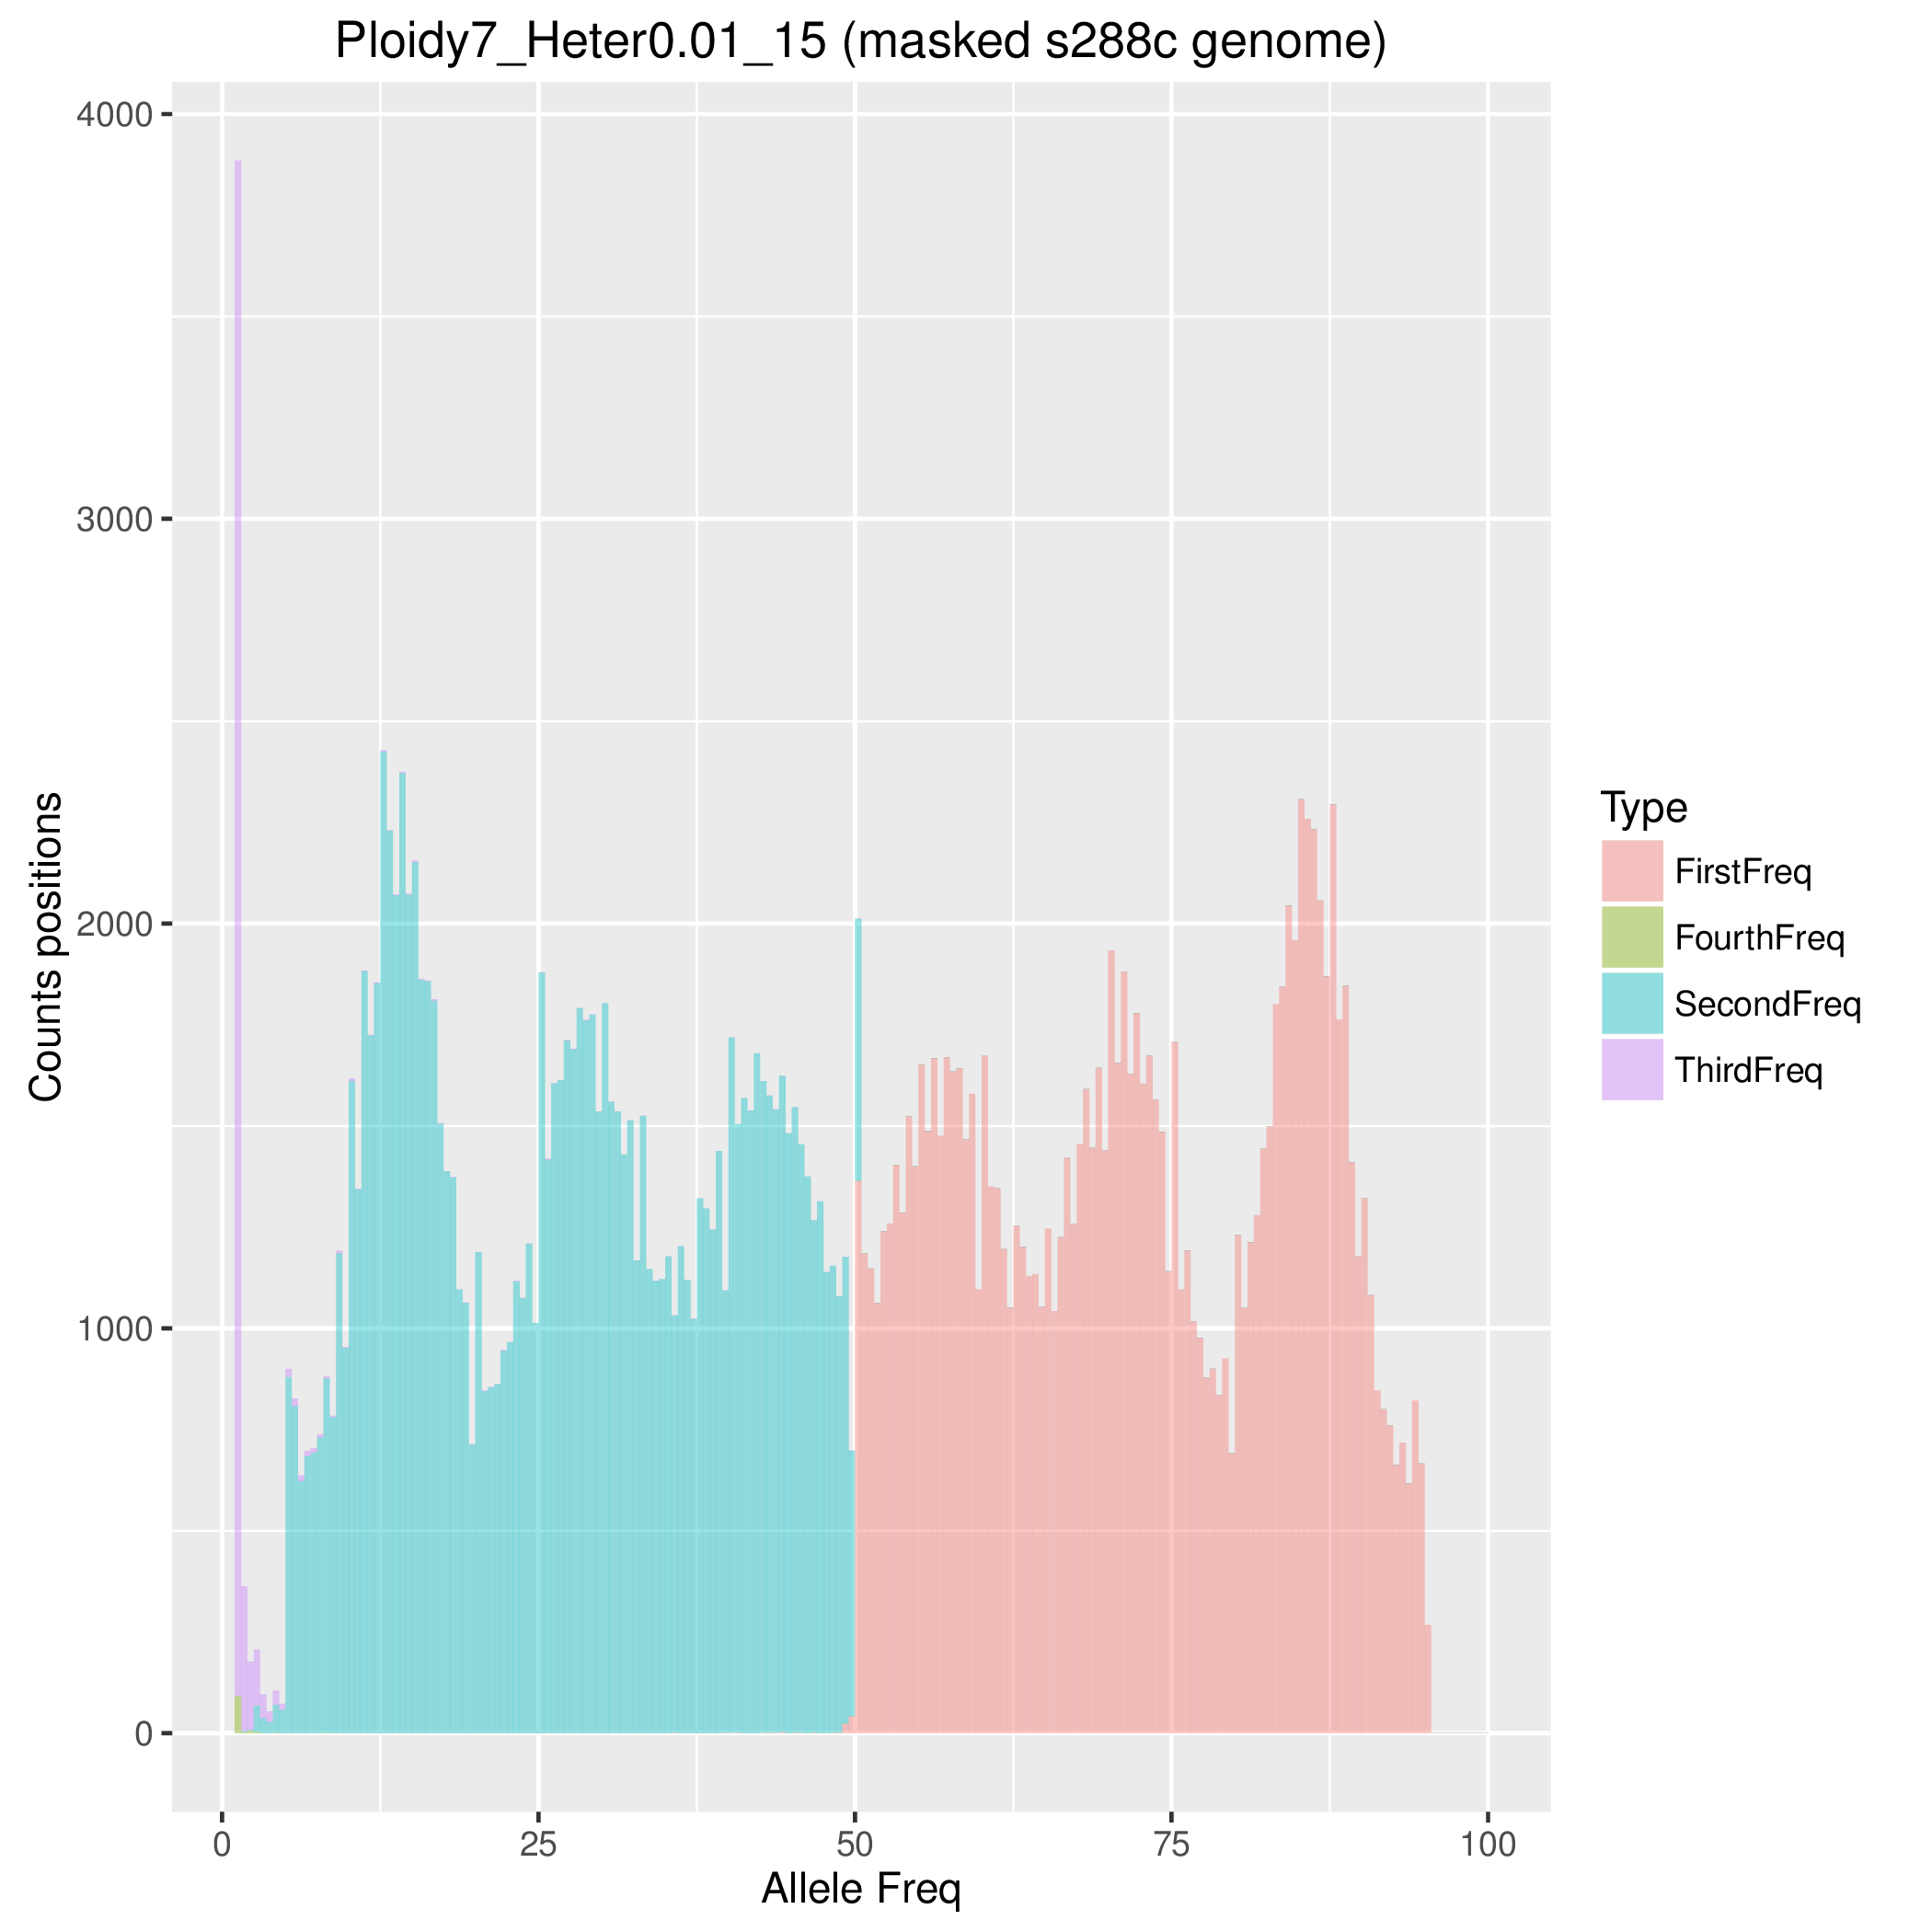 Ploidy7_Heter0.01_15 (masked s288c genome)
4000
3000
2000
1000
0
Counts positions
0 25 50 75 100
Allele Freq
Type
FirstFreq
FourthFreq
SecondFreq
ThirdFreq